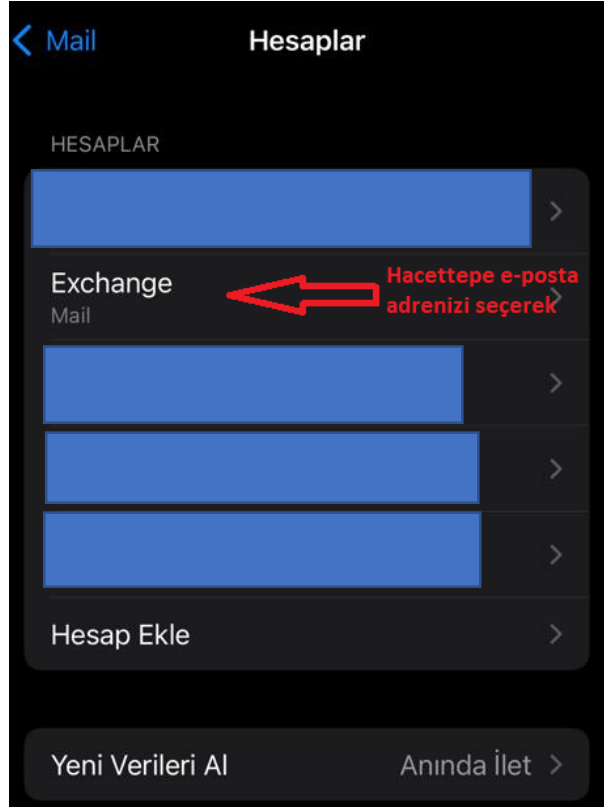 Mail
Hesaplar
HESAPLAR
Exchange
Mail
Hacettepe e-posta
adrenizi seçerek
Hesap Ekle
Yeni Verileri Al
Anında İlet